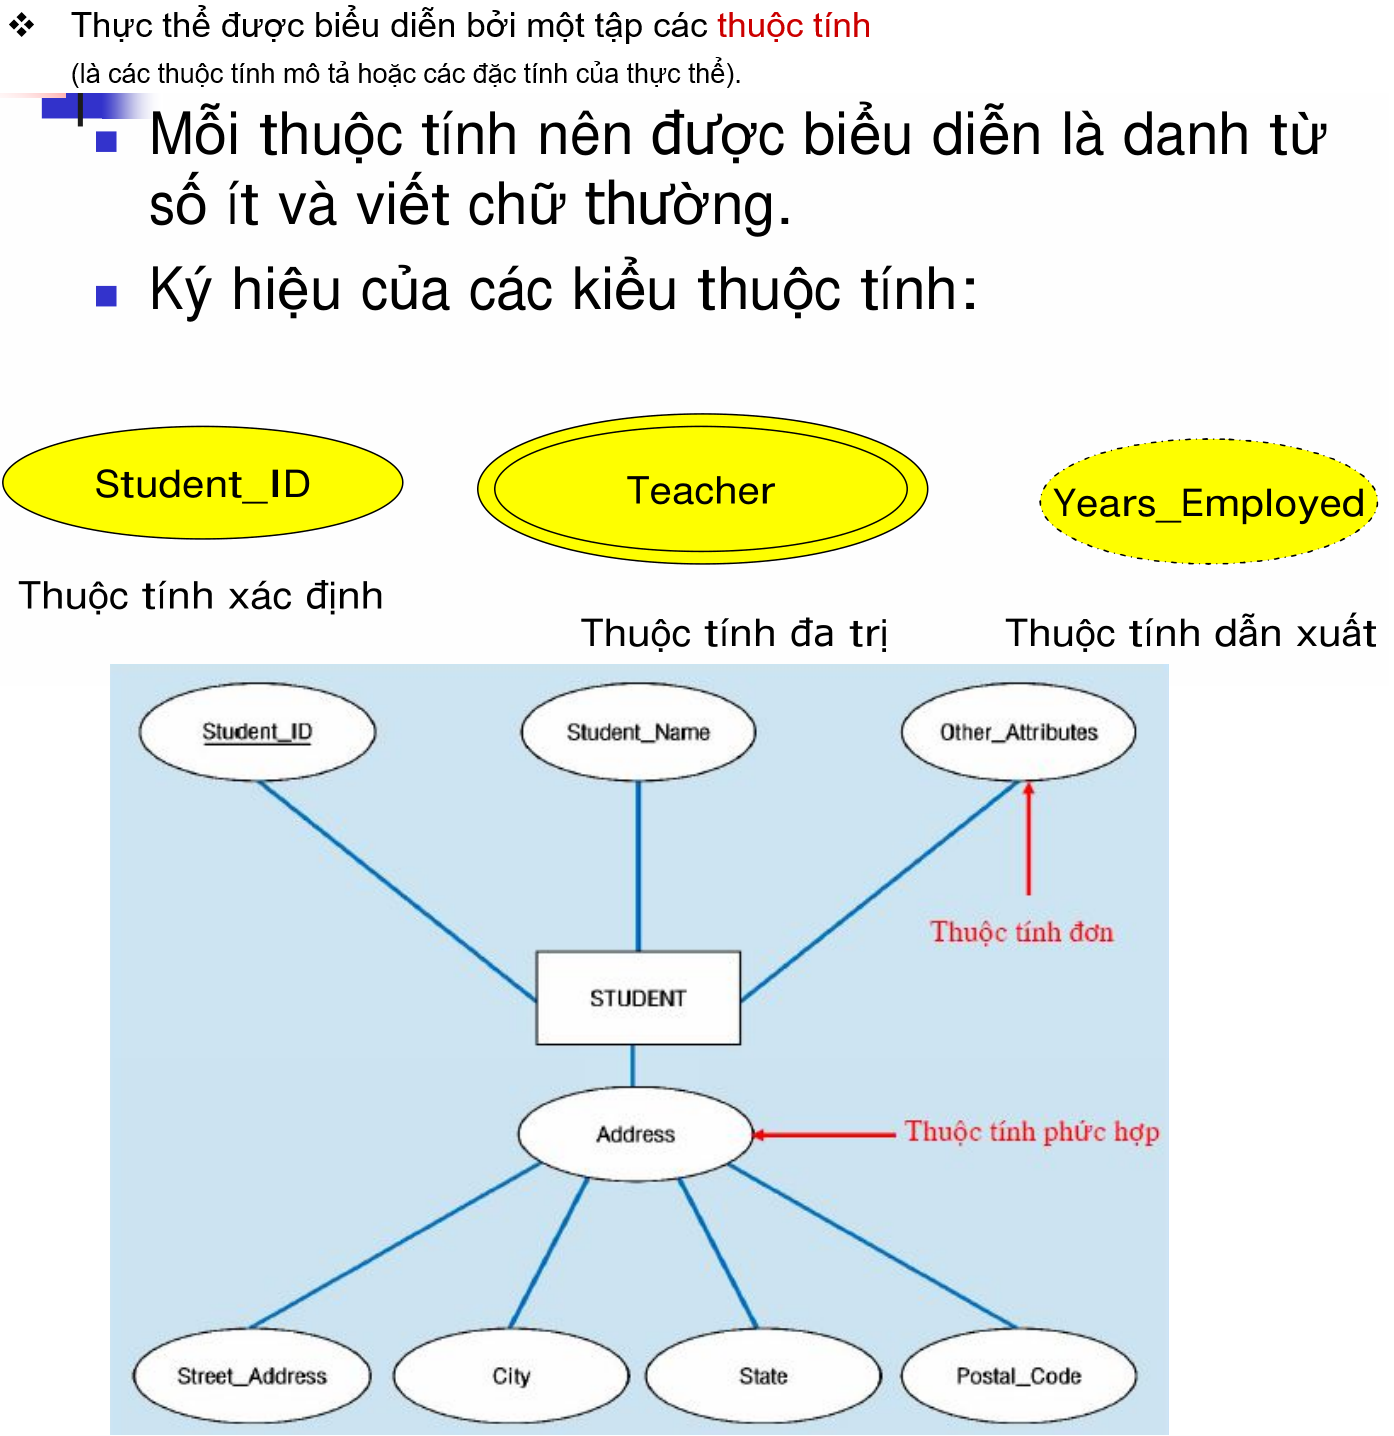 ❖ Thực thể được biểu diễn bởi một tập các thuộc tính
(là các thuộc tính mô tả hoặc các đặc tính của thực thể).
Mỗi thuộc tính nên được biểu diễn là danh từ
số ít và viết chữ thường.
Ký hiệu của các kiểu thuộc tính:
Student_ID
Teacher
Years_Employed
Thuộc tính xác định
Thuộc tính đa trị
Thuộc tính dẫn xuất
Student_ID
Student_Name
Other_Attributes
Thuộc tính đơn
STUDENT
Address
Thuộc tính phức hợp
Street_Address
City
State
Postal_Code